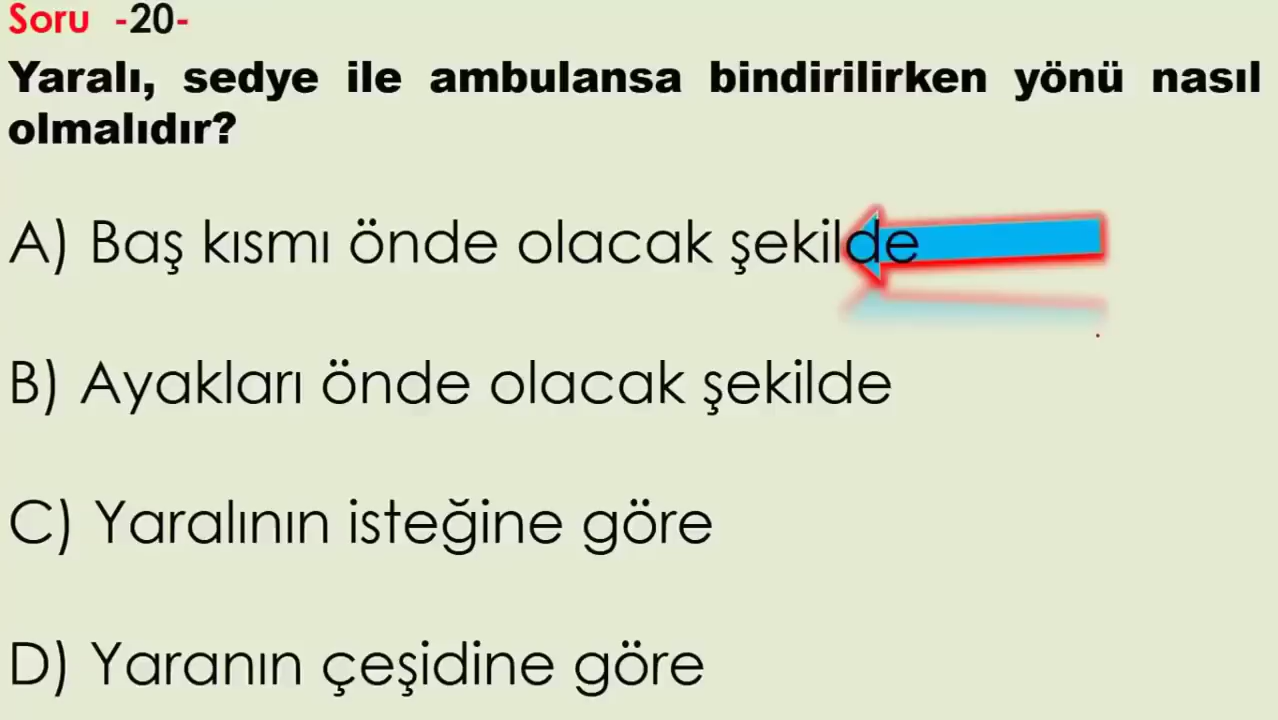 Soru -20-
Yaralı, sedye ile ambulansa bindirilirken yönü nasıl
olmalıdır?
A) Baş kısmı önde olacak şekilde
B) Ayakları önde olacak şekilde
C) Yaralının isteğine göre
D) Yaranın çeşidine göre